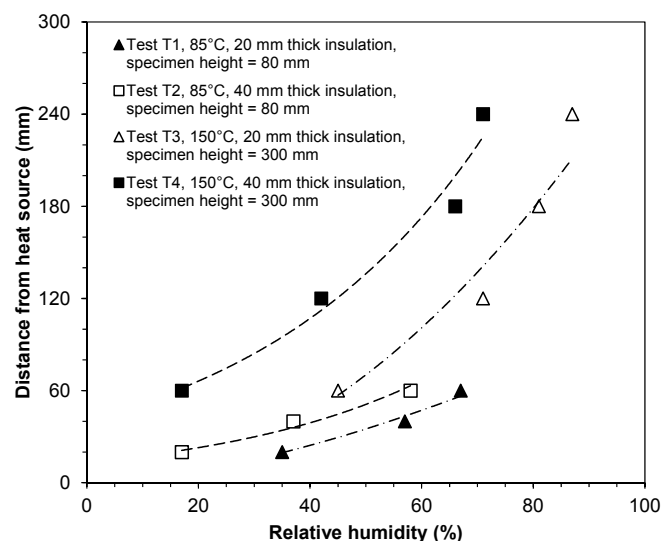 300
240
180
120
60
0
Distance from heat source (mm)
Test T1, 85°C, 20 mm thick insulation,
specimen height = 80 mm
Test T2, 85°C, 40 mm thick insulation,
specimen height = 80 mm
Test T3, 150°C, 20 mm thick insulation,
specimen height = 300 mm
Test T4, 150°C, 40 mm thick insulation,
specimen height = 300 mm
0 20 40 60 80 100
Relative humidity (%)